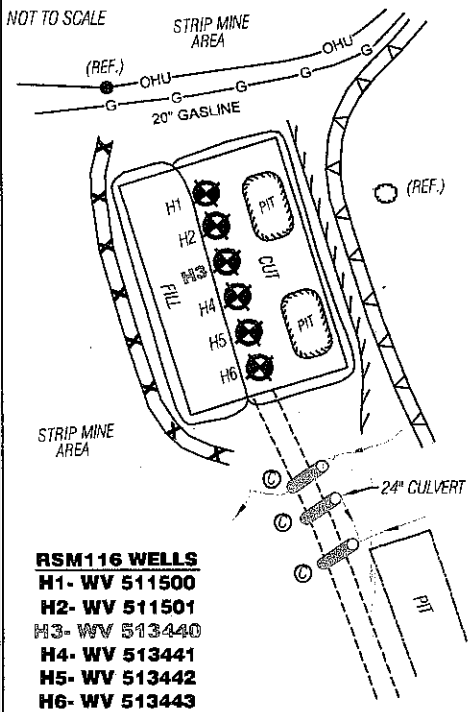 NOT TO SCALE
STRIP MINE
AREA
(REF.)
OHU
OHU
G
G
G
G
G
20" GASLINE
(REF.)
H1
PIT
H2
H3
CUT
FILL
H4
PIT
H5
H6
STRIP MINE
AREA
C
24" CULVERT
C
C
PIT
RSM116 WELLS
H1- WV 511500
H2- WV 511501
H3- WV 513440
H4- WV 513441
H5- WV 513442
H6- WV 513443